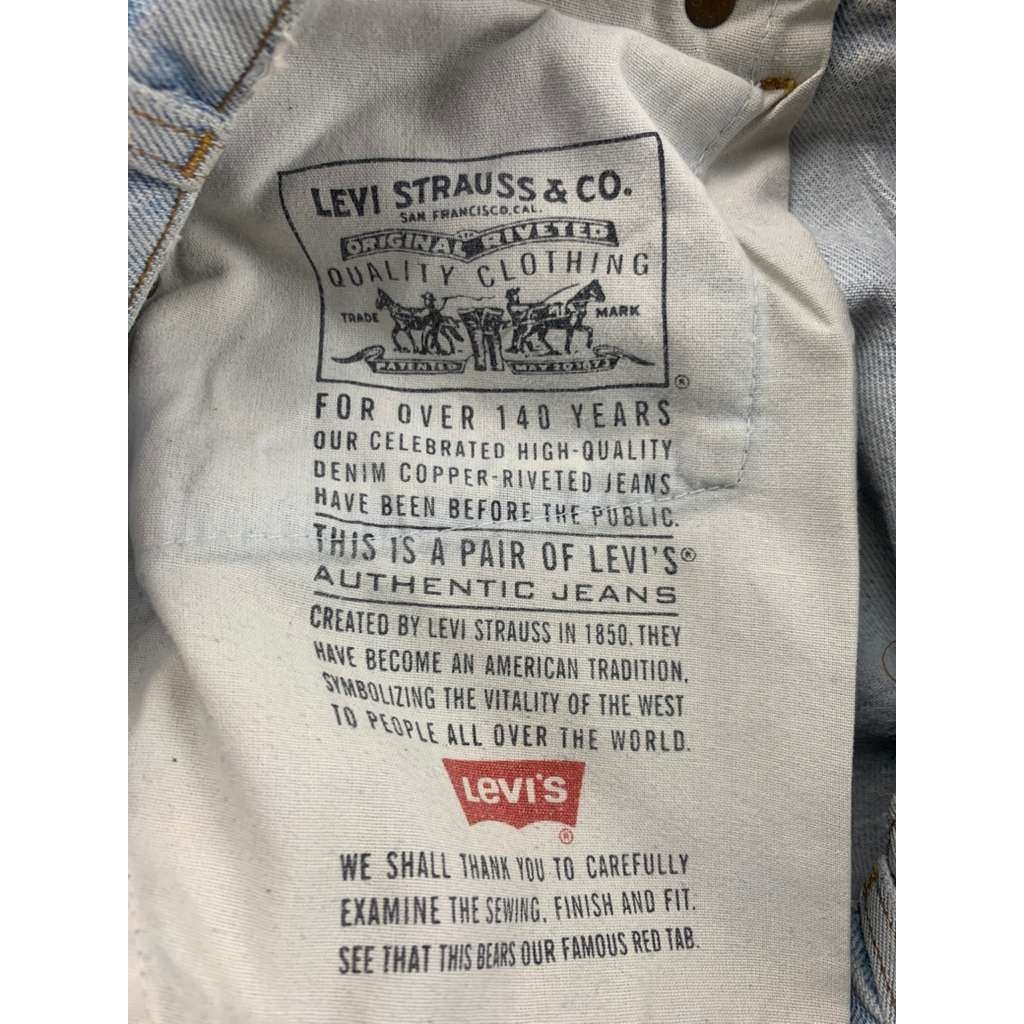 LEVI STRAUSS & CO.
SAN FRANCISCO, CAL.
ORIGINAL RIVETED
QUALITY CLOTHING
TRADE MARK
PATENTED MAY 20 1873
®
FOR OVER 140 YEARS
OUR CELEBRATED HIGH-QUALITY
DENIM COPPER-RIVETED JEANS
HAVE BEEN BEFORE THE PUBLIC.
THIS IS A PAIR OF LEVI'S®
AUTHENTIC JEANS
CREATED BY LEVI STRAUSS IN 1850. THEY
HAVE BECOME AN AMERICAN TRADITION,
SYMBOLIZING THE VITALITY OF THE WEST
TO PEOPLE ALL OVER THE WORLD.
LEVI'S
®
WE SHALL THANK YOU TO CAREFULLY
EXAMINE THE SEWING, FINISH AND FIT.
SEE THAT THIS BEARS OUR FAMOUS RED TAB.